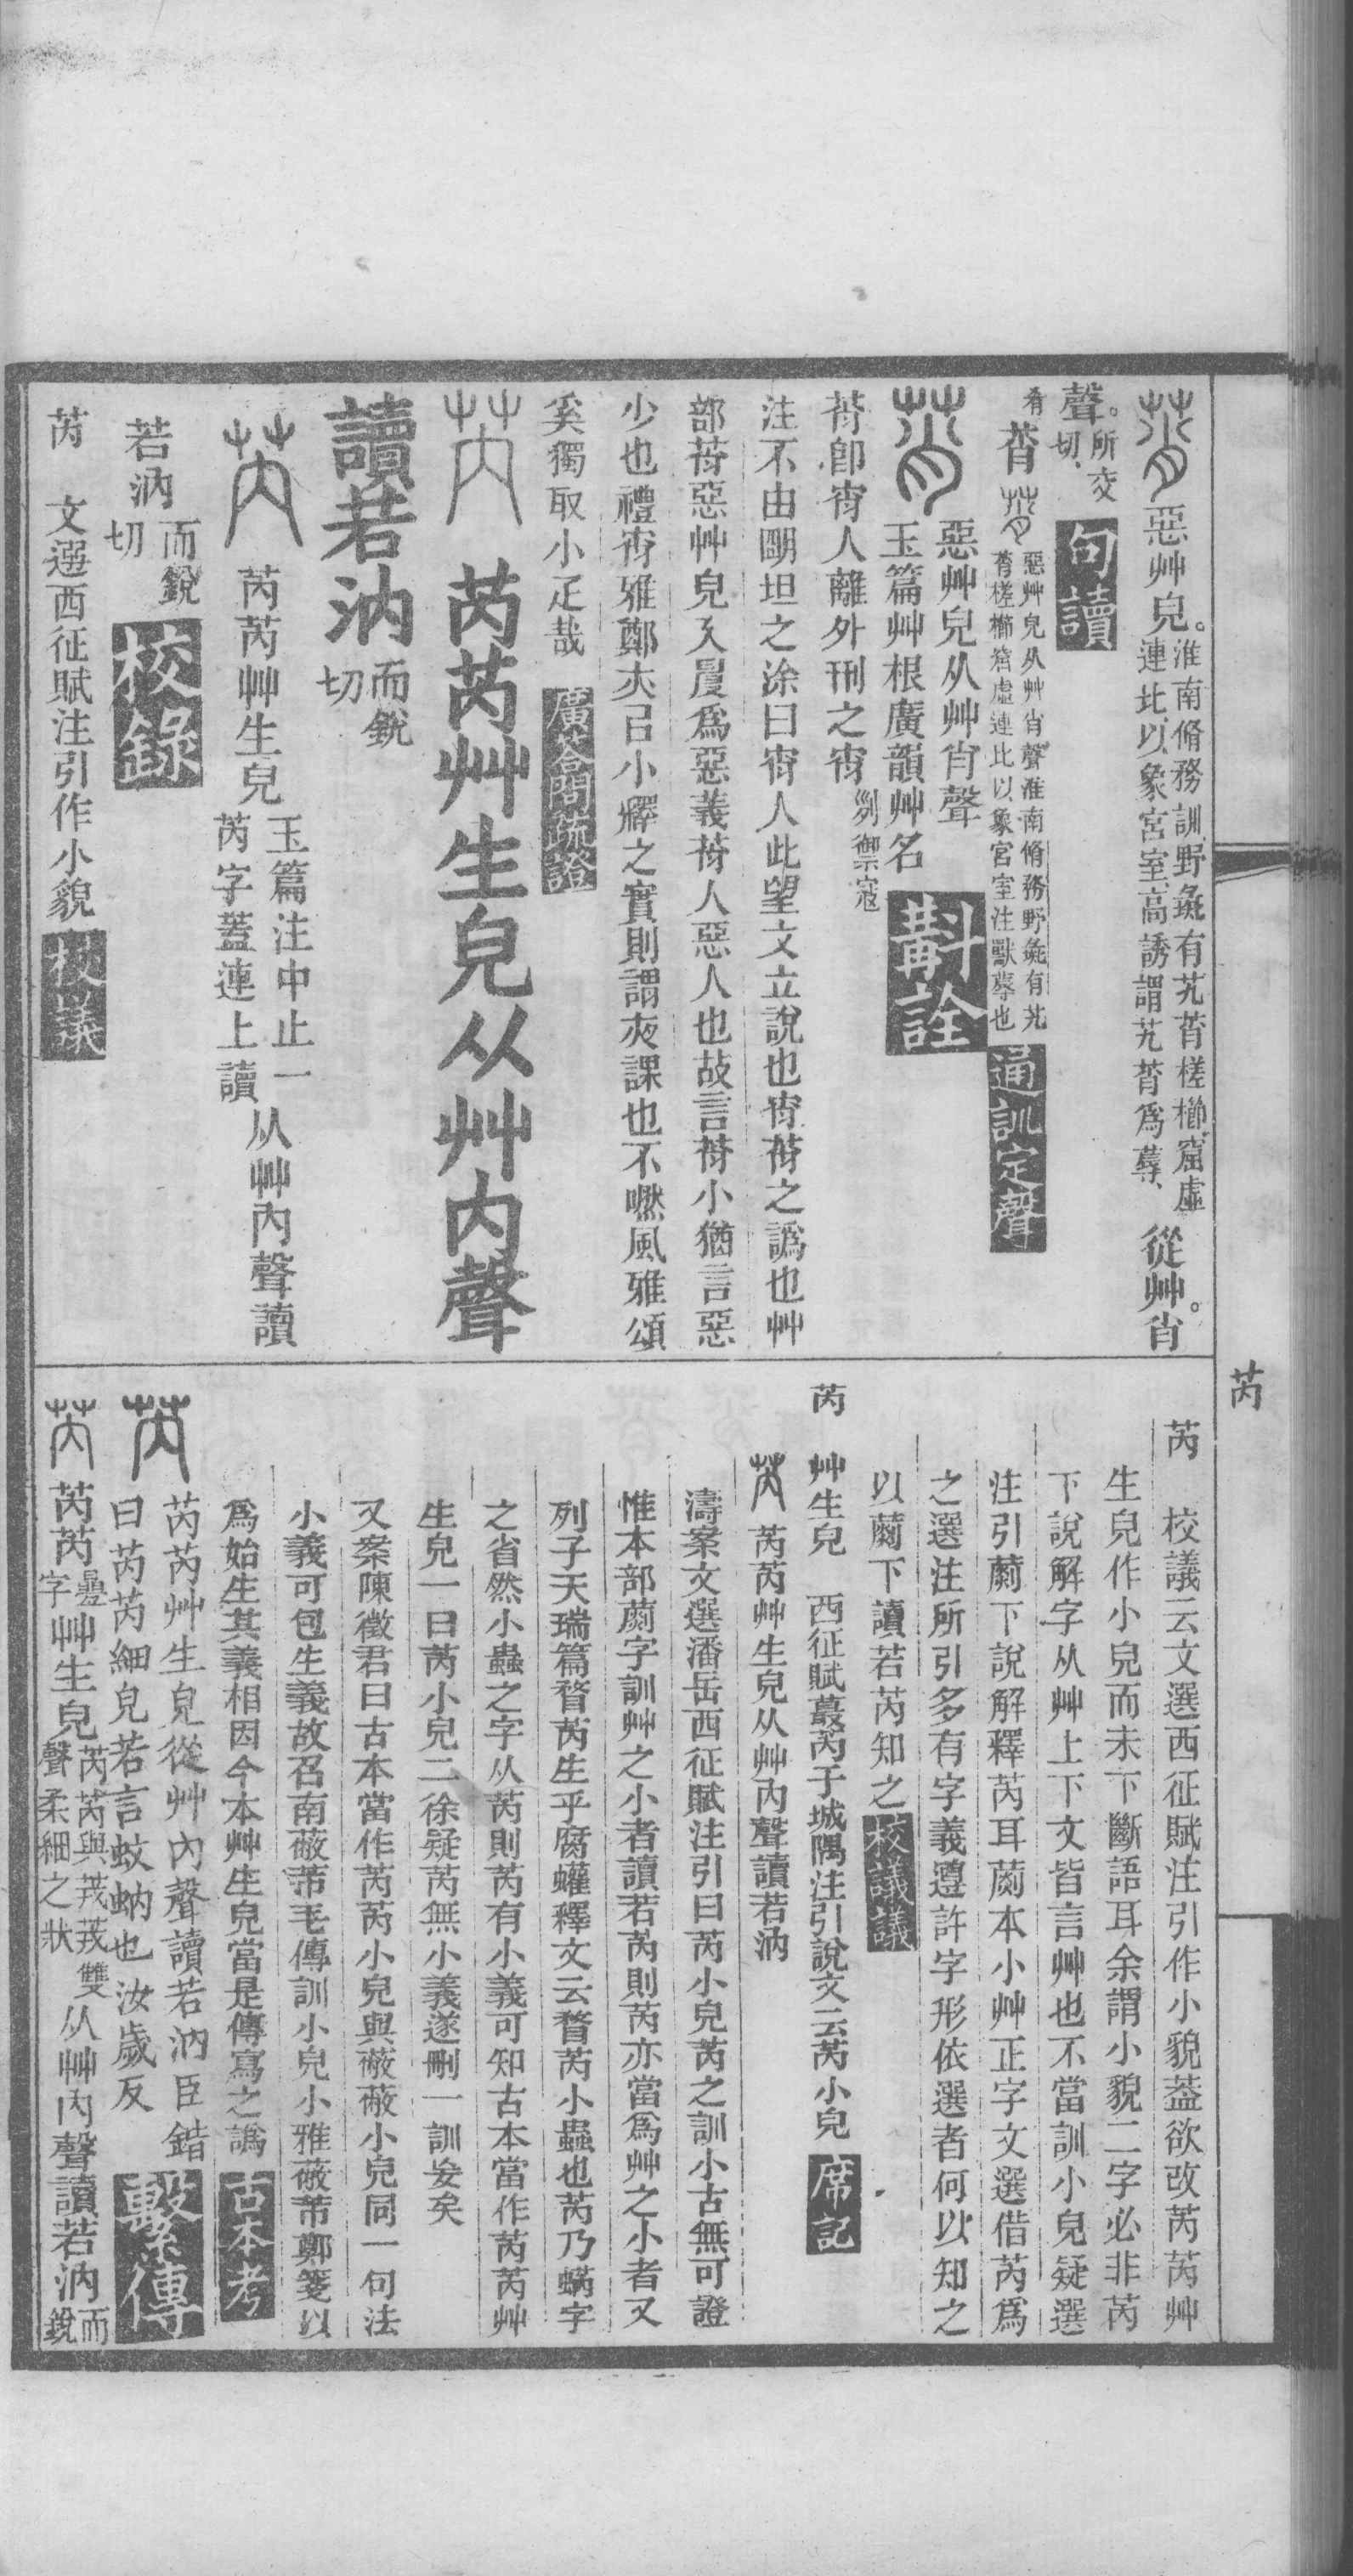 惡艸皃。淮南脩務訓野彘有艽莦槎櫛窟虛
連比以象宮室高誘謂艽莦爲蓐、從艸。肖
聲。所交切、句讀
肴 莦 惡艸皃从艸肖聲淮南脩務野彘有艽
莦槎櫛窟虛連比以象宮室注獸蓐也 通訓定聲
惡艸皃从艸肖聲
玉篇艸根廣韻艸名 斠詮
莦卽宵人離外刑之宵 列禦寇
注不由明坦之涂曰宵人此望文立說也宵莦之譌也艸
部莦惡艸皃 爲惡義莦人惡人也故言莦小猶言惡
少也禮宵雅鄭 小釋之實則謂夜課也不嘫風雅頌
奚獨取小疋哉 廣荅問疏證
芮芮艸生皃从艸內聲
讀若汭 而銳切
芮芮艸生皃 玉篇注中止一
芮字蓋連上讀 从艸內聲讀
若汭 而銳切 校錄
芮 文選西征賦注引作小貌 校議
芮
芮 校議云文選西征賦注引作小貌葢欲改芮芮艸
生皃作小皃而未下斷語耳余謂小貌二字必非芮
下說解字从艸上下文皆言艸也不當訓小皃疑選
注引䓲下說解釋芮耳䓲本小艸正字文選借芮爲
之選注所引多有字義遵許字形依選者何以知之
以䓲下讀若芮知之 校議議
芮 艸生皃 西征賦蕞芮于城隅注引說文云芮小皃 席記
芮芮艸生皃从艸內聲讀若汭
濤案文選潘岳西征賦注引曰芮小皃芮之訓小古無可證
惟本部䓲字訓艸之小者讀若芮則芮亦當爲艸之小者又
列子天瑞篇瞀芮生乎腐蠸釋文云瞀芮小蟲也芮乃蜹字
之省然小蟲之字从芮則芮有小義可知古本當作芮芮艸
生皃一曰芮小皃二徐疑芮無小義遂刪一訓妄矣
又案陳徵君曰古本當作芮芮小皃與蔽蔽小皃同一句法
小義可包生義故召南蔽芾毛傳訓小皃小雅蔽芾鄭箋以
爲始生其義相因今本艸生皃當是傳寫之譌 古本考
芮芮艸生皃從艸內聲讀若汭臣鍇
曰芮芮細皃若言蚊蚋也汝歲反 繫傳
芮芮 疊字 艸生皃 芮芮與茙茙雙
聲柔細之狀 从艸內聲讀若汭 而銳